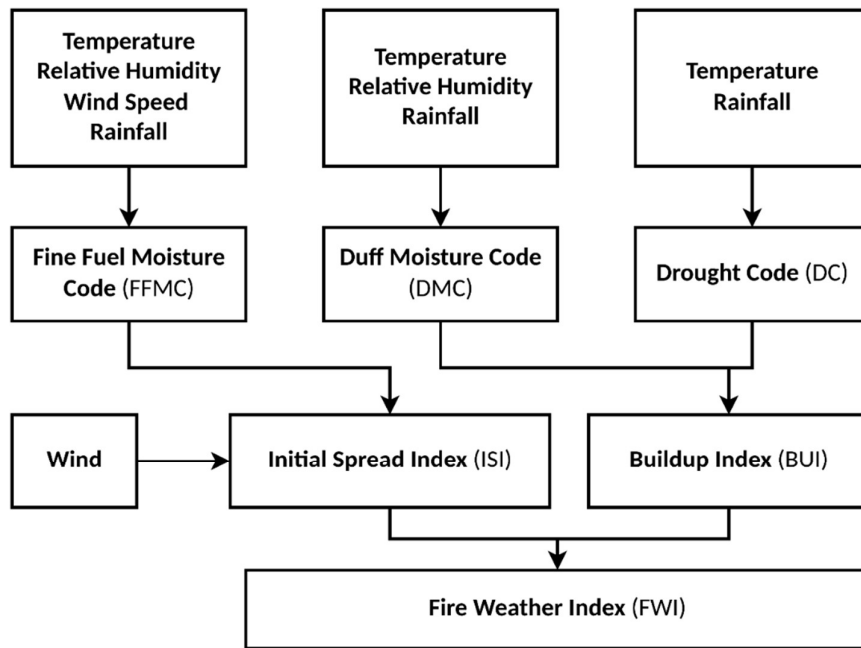 Temperature
Relative Humidity
Wind Speed
Rainfall
Temperature
Relative Humidity
Rainfall
Temperature
Rainfall
Fine Fuel Moisture
Code (FFMC)
Duff Moisture Code
(DMC)
Drought Code (DC)
Wind
Initial Spread Index (ISI)
Buildup Index (BUI)
Fire Weather Index (FWI)